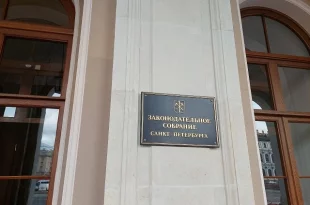 ЗАКОНОДАТЕЛЬНОЕ
СОБРАНИЕ
САНКТ-ПЕТЕРБУРГА